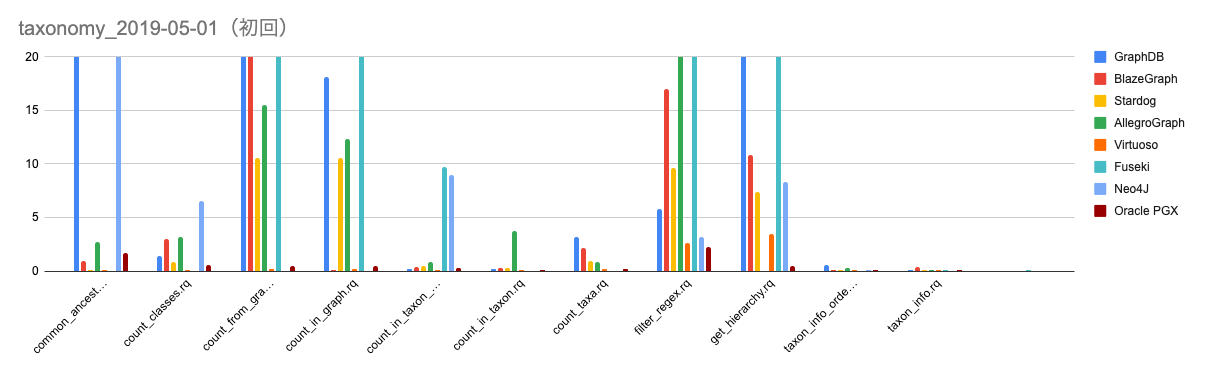 taxonomy_2019-05-01（初回）
20
15
10
5
0
common_ancest…
count_classes.rq
count_from_gra…
count_in_graph.rq
count_in_taxon_…
count_in_taxon.rq
count_taxa.rq
filter_regex.rq
get_hierarchy.rq
taxon_info_orde…
taxon_info.rq
GraphDB
BlazeGraph
Stardog
AllegroGraph
Virtuoso
Fuseki
Neo4J
Oracle PGX